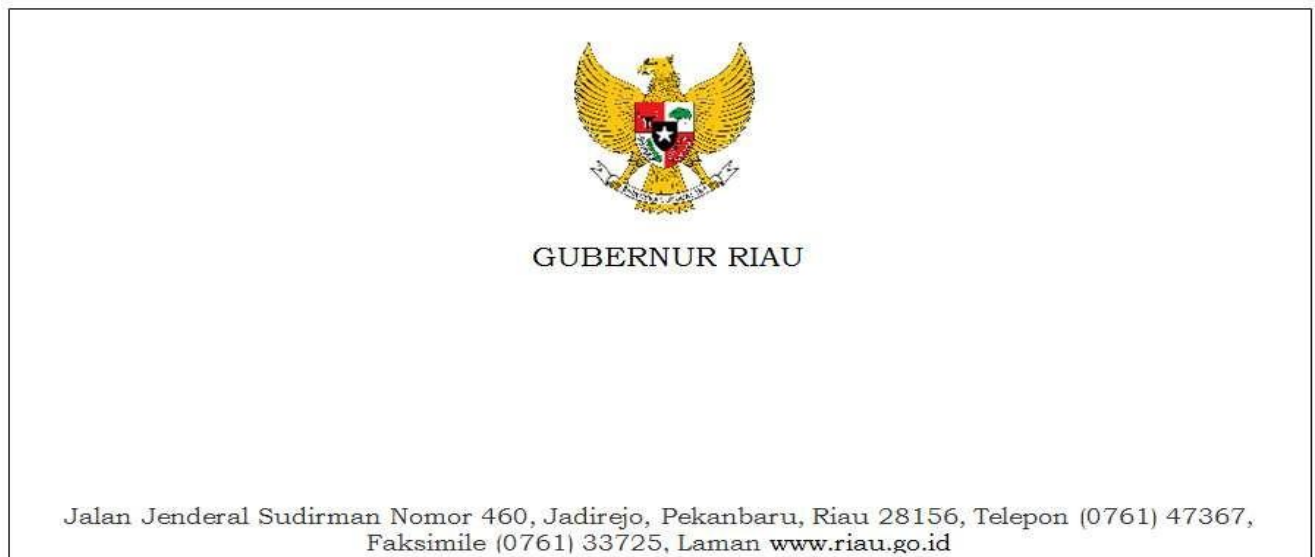 GUBERNUR RIAU
Jalan Jenderal Sudirman Nomor 460, Jadirejo, Pekanbaru, Riau 28156, Telepon (0761) 47367,
Faksimile (0761) 33725, Laman www.riau.go.id